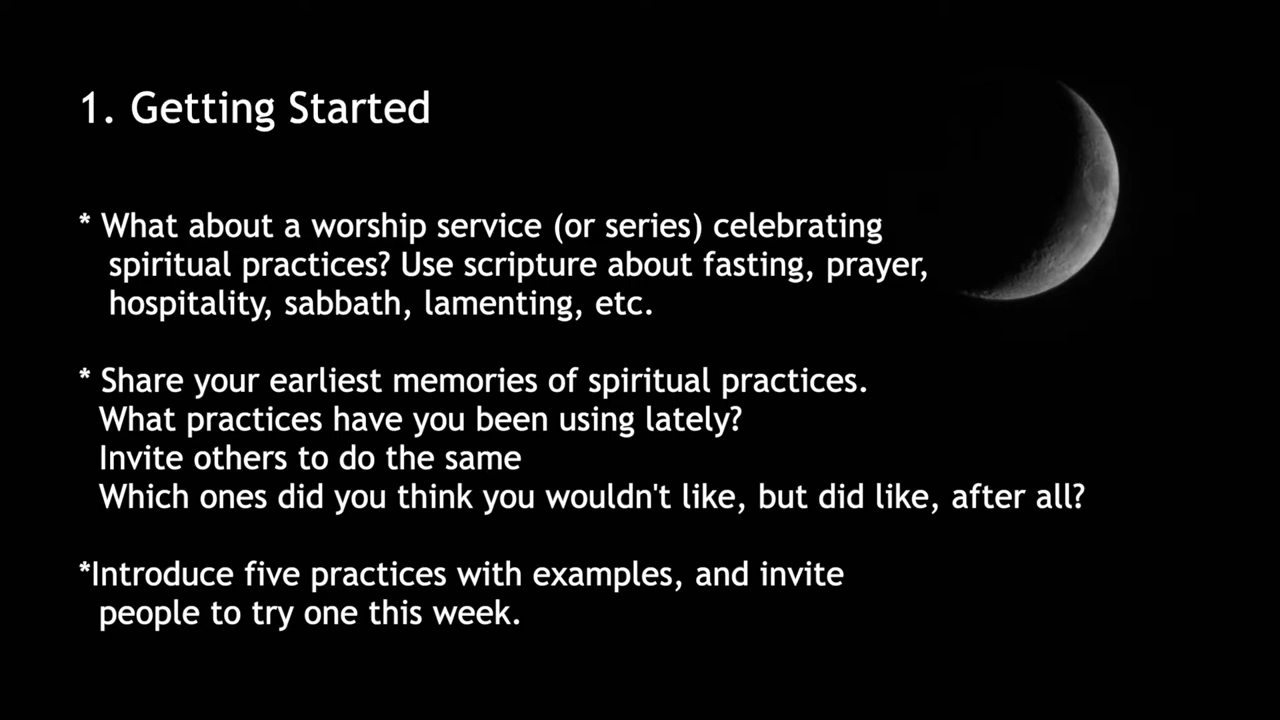 1. Getting Started
* What about a worship service (or series) celebrating
spiritual practices? Use scripture about fasting, prayer,
hospitality, sabbath, lamenting, etc.
* Share your earliest memories of spiritual practices.
What practices have you been using lately?
Invite others to do the same
Which ones did you think you wouldn't like, but did like, after all?
*Introduce five practices with examples, and invite
people to try one this week.